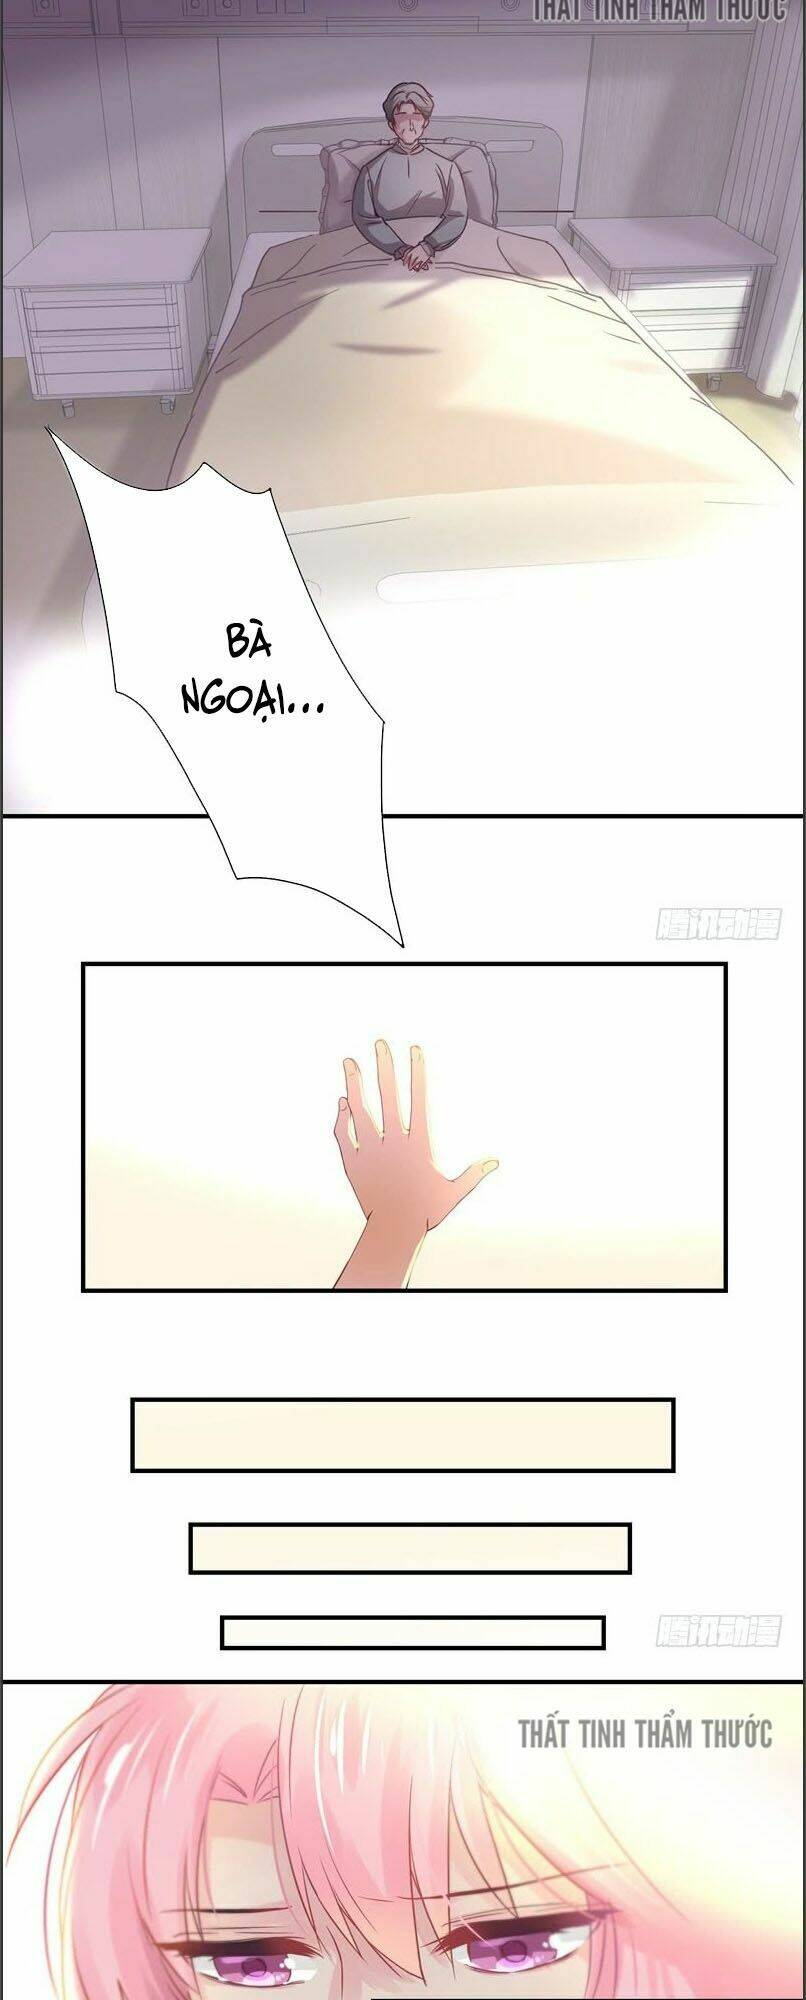 THẤT TINH THẨM THƯỚC
BÀ
NGOẠI...
腾讯动漫
腾讯动漫
THẤT TINH THẨM THƯỚC